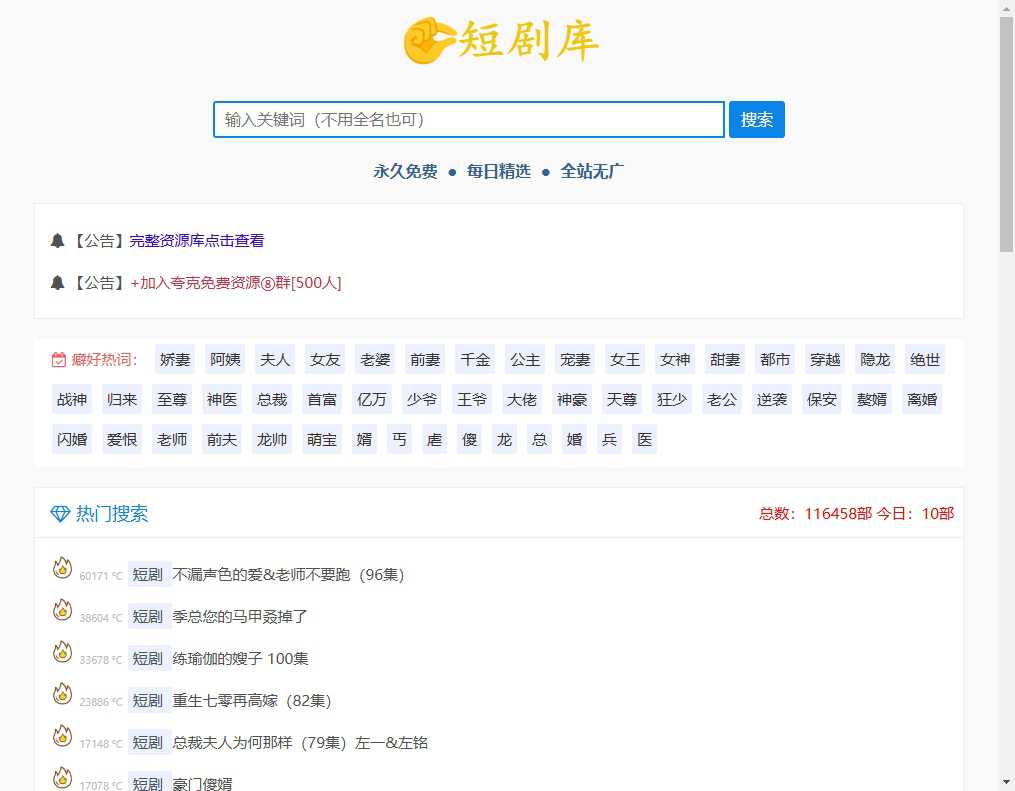 短剧库
输入关键词（不用全名也可） 搜索
永久免费 ● 每日精选 ● 全站无广
【公告】完整资源库点击查看
【公告】+加入夸克免费资源⑧群[500人]
癖好热词： 娇妻 阿姨 夫人 女友 老婆 前妻 千金 公主 宠妻 女王 女神 甜妻 都市 穿越 隐龙 绝世
战神 归来 至尊 神医 总裁 首富 亿万 少爷 王爷 大佬 神豪 天尊 狂少 老公 逆袭 保安 赘婿 离婚
闪婚 爱恨 老师 前夫 龙帅 萌宝 婿 丐 虐 傻 龙 总 婚 兵 医
热门搜索 总数：116458部 今日：10部
60171 ℃ 短剧 不漏声色的爱&老师不要跑（96集）
38604 ℃ 短剧 季总您的马甲叒掉了
33678 ℃ 短剧 练瑜伽的嫂子 100集
23886 ℃ 短剧 重生七零再高嫁（82集）
17148 ℃ 短剧 总裁夫人为何那样（79集）左一&左铭
17078 ℃ 短剧 豪门傻婿